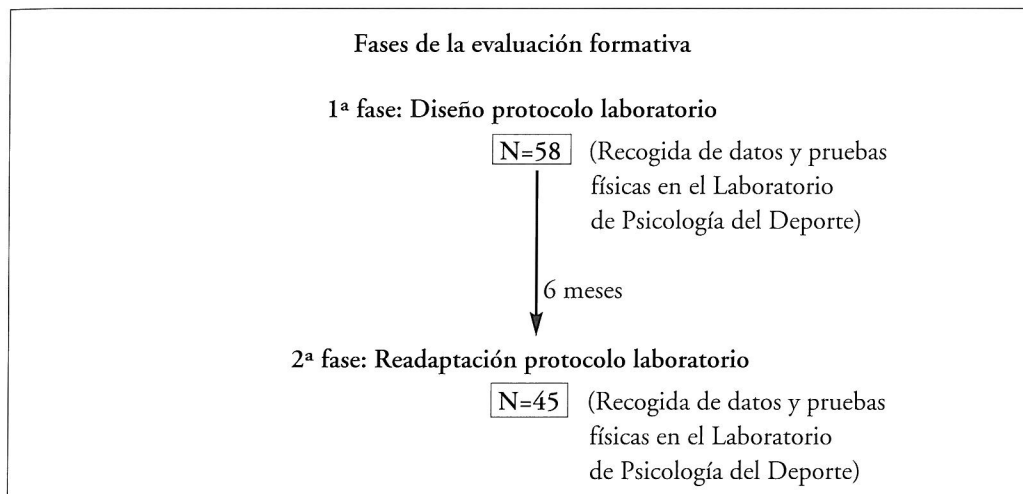 Fases de la evaluación formativa
1ª fase: Diseño protocolo laboratorio
N=58 (Recogida de datos y pruebas
físicas en el Laboratorio
de Psicología del Deporte)
6 meses
2ª fase: Readaptación protocolo laboratorio
N=45 (Recogida de datos y pruebas
físicas en el Laboratorio
de Psicología del Deporte)